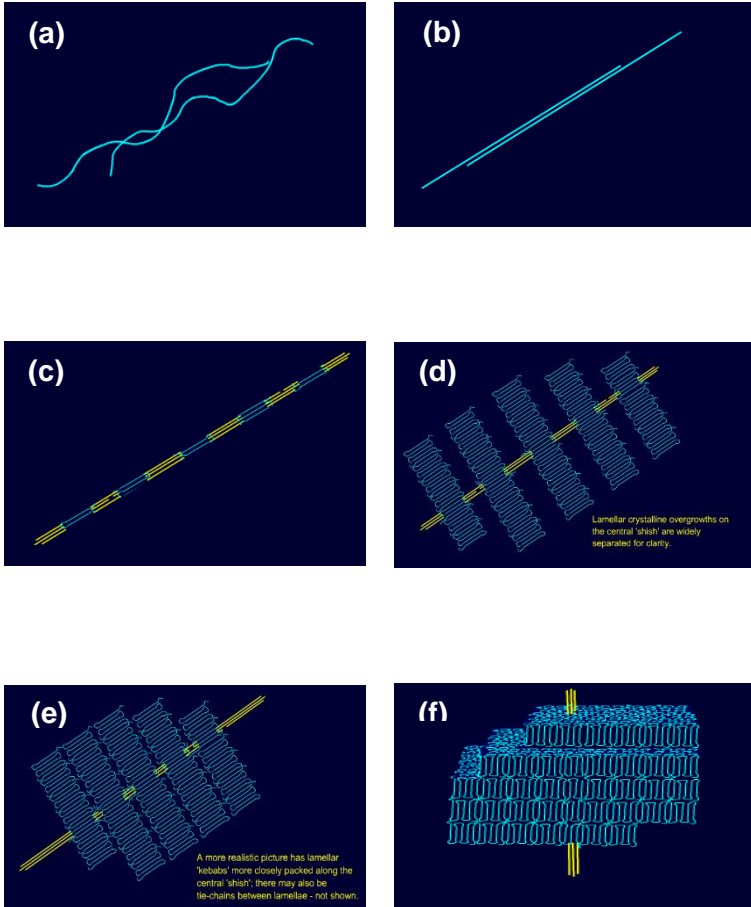 (a)
(b)
(c)
(d)
Lamellar crystalline overgrowths on
the central 'shish' are widely
separated for clarity.
(e)
A more realistic picture has lamellar
'kebabs' more closely packed along the
central 'shish'; there may also be
tie-chains between lamellae - not shown.
(f)